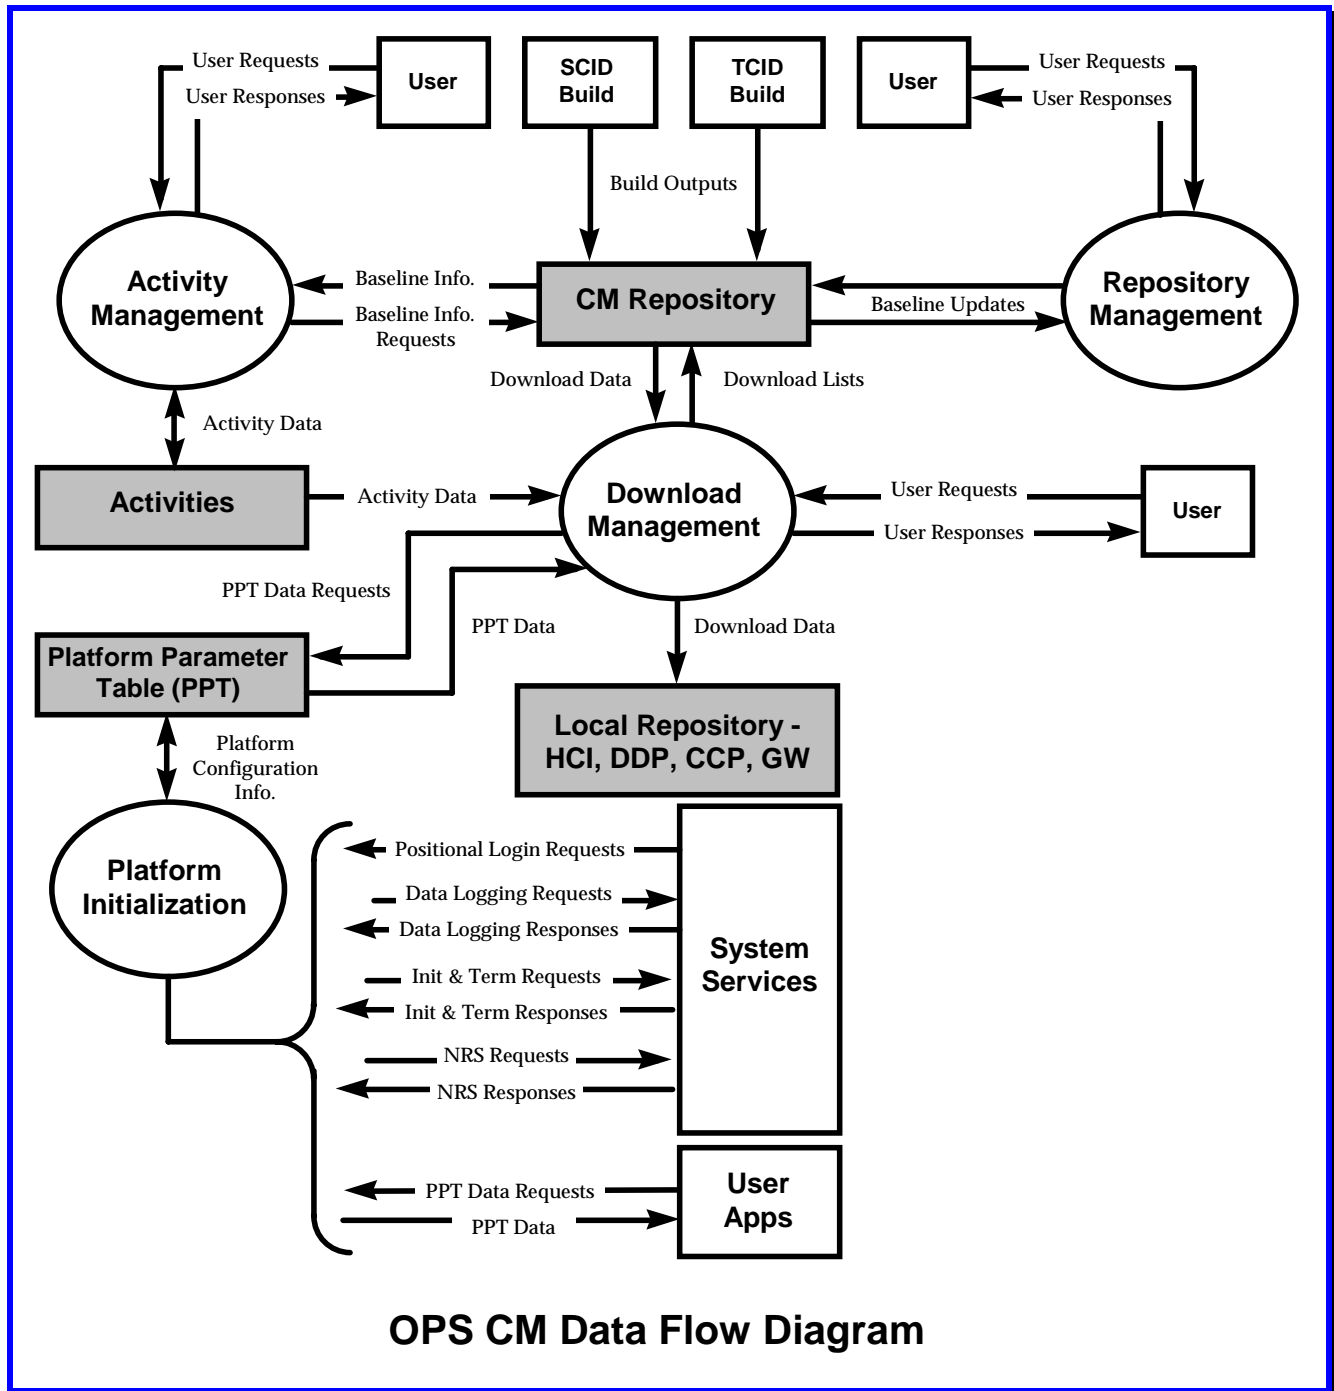 User Requests
User Responses
User
SCID
Build
TCID
Build
User
User Requests
User Responses
Build Outputs
Activity
Management
Baseline Info.
Baseline Info.
Requests
CM Repository
Baseline Updates
Repository
Management
Download Data
Download Lists
Activity Data
Activities
Activity Data
Download
Management
User Requests
User Responses
User
PPT Data Requests
PPT Data
Download Data
Platform Parameter
Table (PPT)
Local Repository -
HCI, DDP, CCP, GW
Platform
Configuration
Info.
Platform
Initialization
Positional Login Requests
Data Logging Requests
Data Logging Responses
Init & Term Requests
Init & Term Responses
NRS Requests
NRS Responses
System
Services
PPT Data Requests
PPT Data
User
Apps
OPS CM Data Flow Diagram